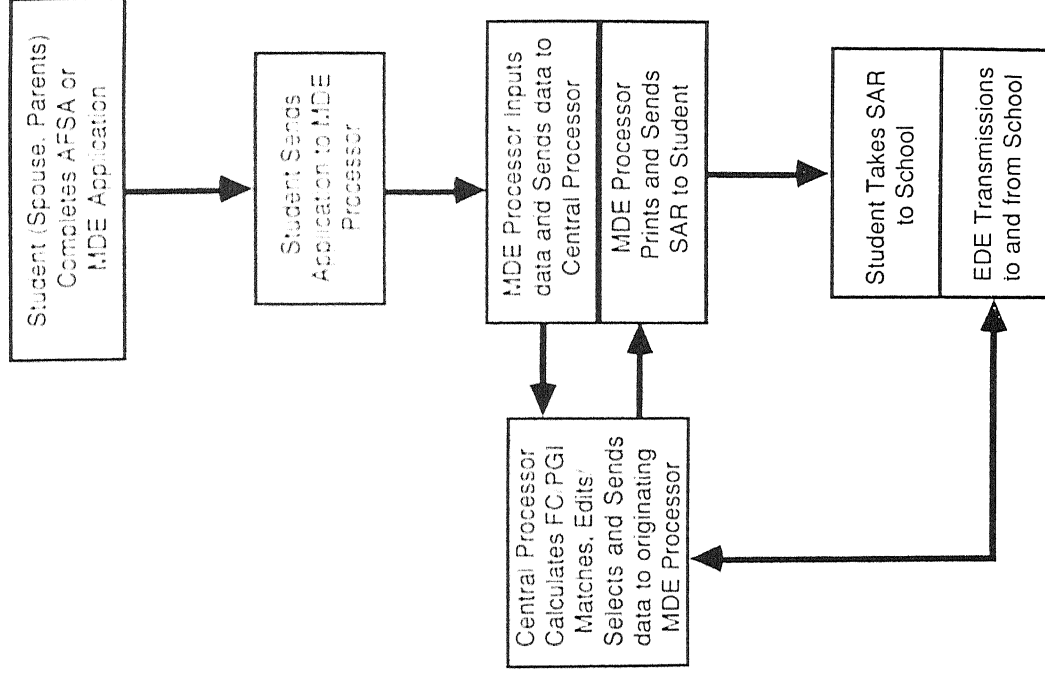 Student (Spouse, Parents)
Completes AFSA or
MDE Application
Student Sends
Application to MDE
Processor
MDE Processor Inputs
data and Sends data to
Central Processor
MDE Processor
Prints and Sends
SAR to Student
Central Processor
Calculates FC/PGI
Matches, Edits/
Selects and Sends
data to originating
MDE Processor
Student Takes SAR
to School
EDE Transmissions
to and from School